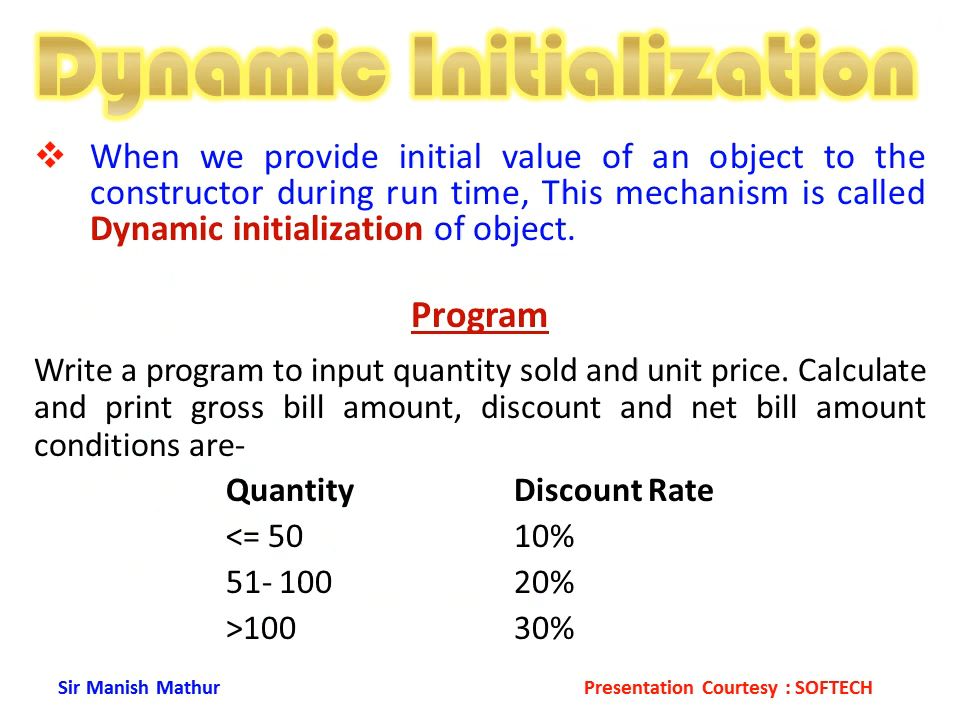 Dynamic Initialization
❖ When we provide initial value of an object to the
constructor during run time, This mechanism is called
Dynamic initialization of object.
Program
Write a program to input quantity sold and unit price. Calculate
and print gross bill amount, discount and net bill amount
conditions are-
Quantity Discount Rate
<= 50 10%
51- 100 20%
>100 30%
Sir Manish Mathur Presentation Courtesy : SOFTECH